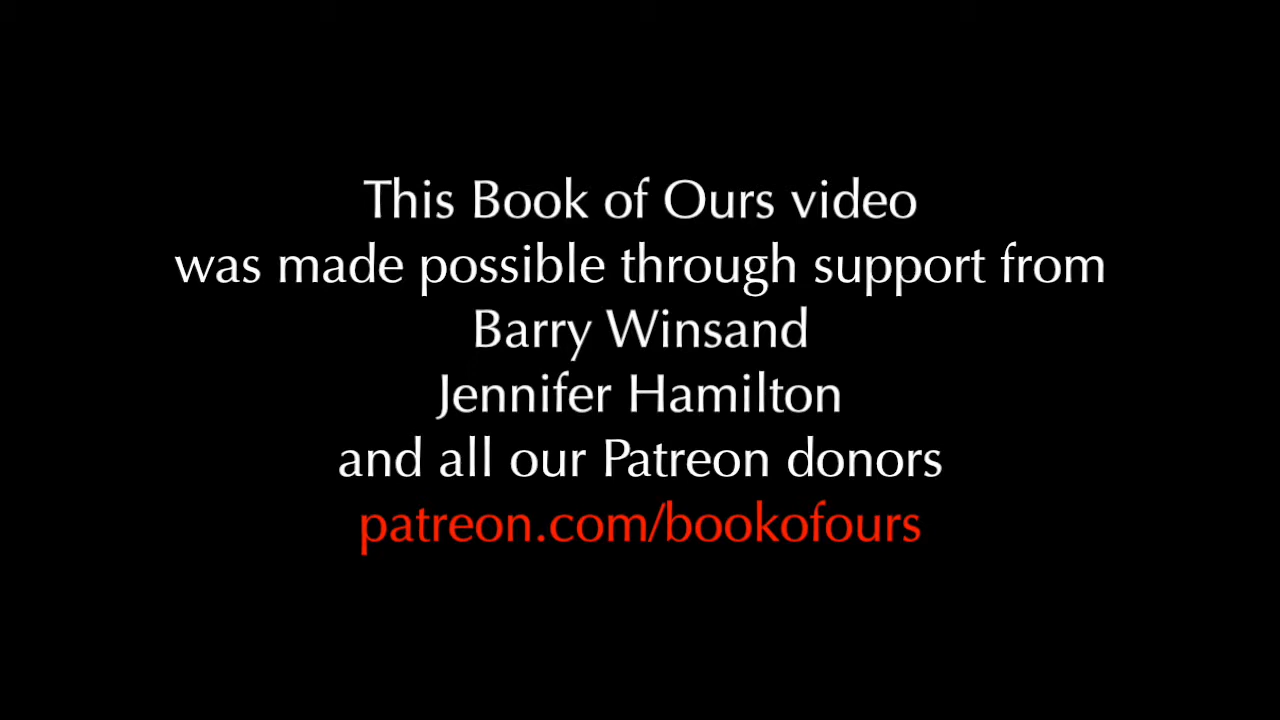 This Book of Ours video
was made possible through support from
Barry Winsand
Jennifer Hamilton
and all our Patreon donors
patreon.com/bookofours